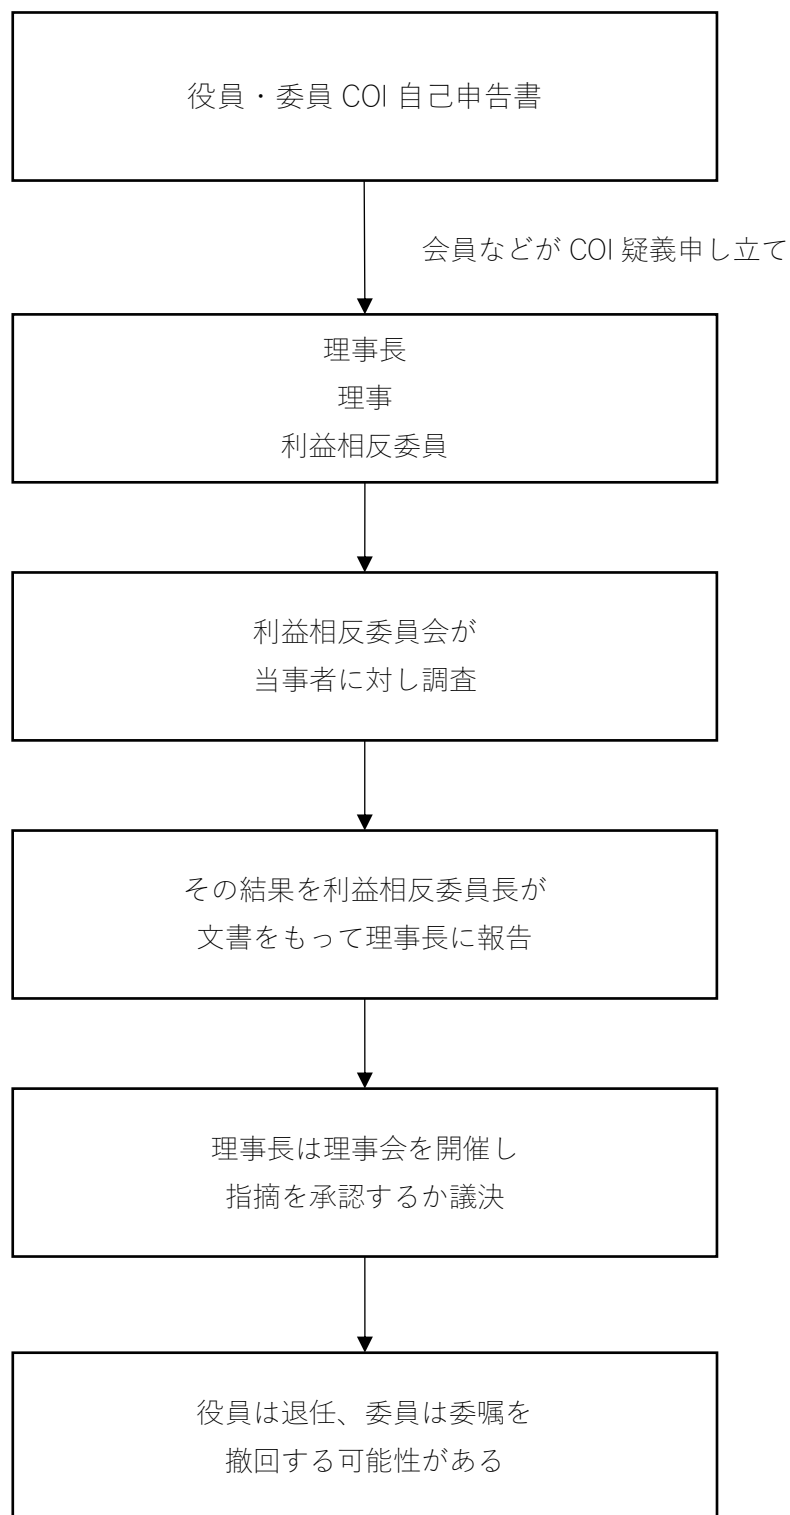 役員・委員 COI 自己申告書
会員などが COI 疑義申し立て
理事長
理事
利益相反委員
利益相反委員会が
当事者に対し調査
その結果を利益相反委員長が
文書をもって理事長に報告
理事長は理事会を開催し
指摘を承認するか議決
役員は退任、委員は委嘱を
撤回する可能性がある